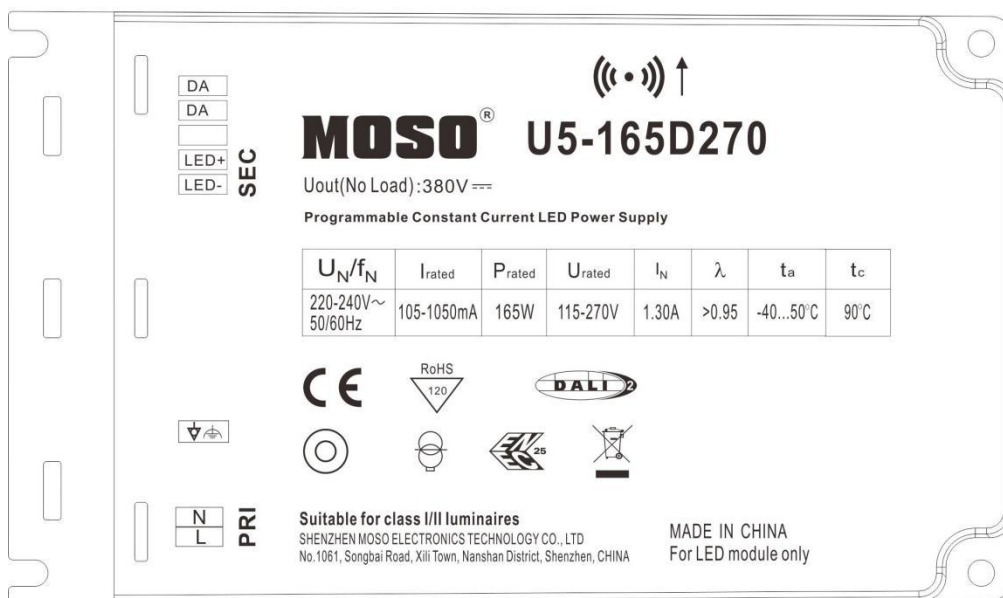 DA
DA
LED+
LED-
SEC
MOSO® U5-165D270
Uout(No Load):380V⎓
Programmable Constant Current LED Power Supply
UN/fN Irated Prated Urated IN λ ta tc
220-240V~ 50/60Hz 105-1050mA 165W 115-270V 1.30A >0.95 -40...50°C 90°C
CE
RoHS
120
DALI 2
ENEC 25
N
L
PRI
Suitable for class I/II luminaires
SHENZHEN MOSO ELECTRONICS TECHNOLOGY CO., LTD
No.1061, Songbai Road, Xili Town, Nanshan District, Shenzhen, CHINA
MADE IN CHINA
For LED module only